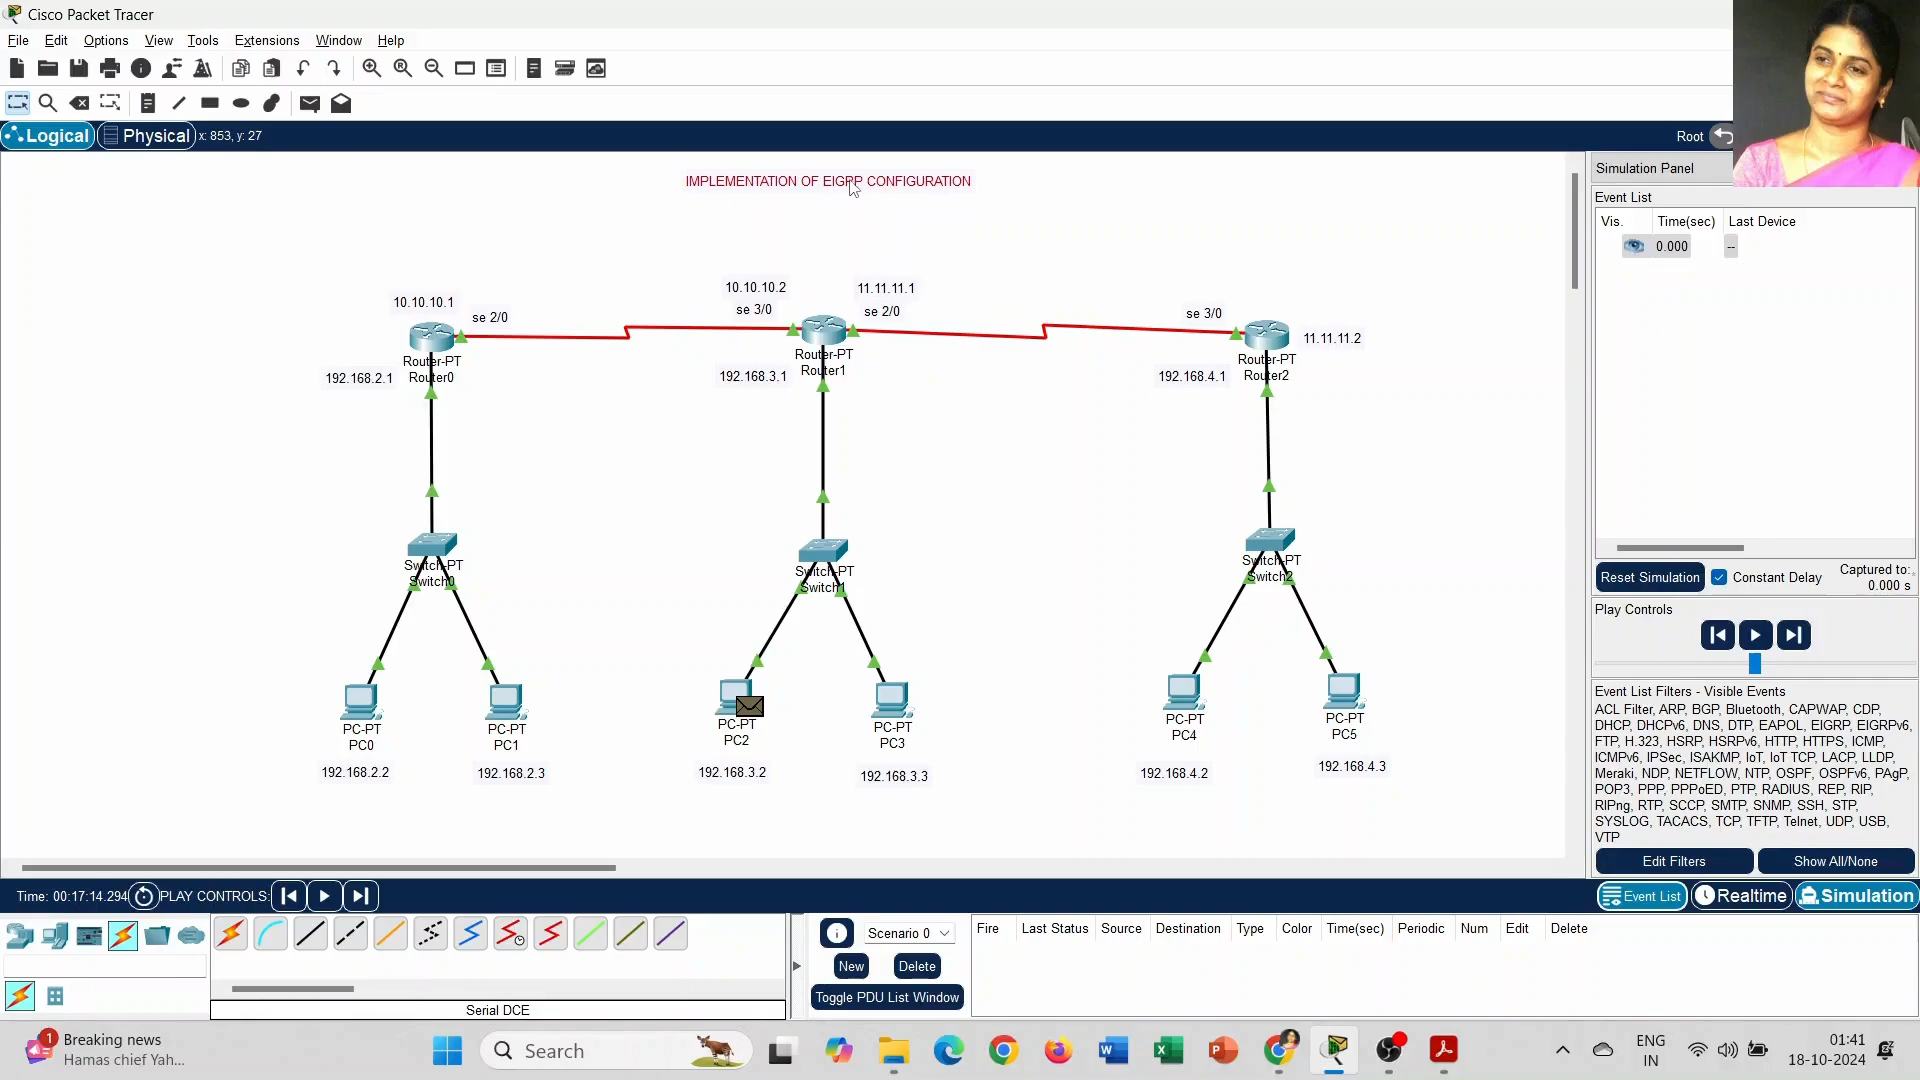 Cisco Packet Tracer
File Edit Options View Tools Extensions Window Help
Logical Physical x: 853, y: 27 Root
IMPLEMENTATION OF EIGRP CONFIGURATION
10.10.10.1
se 2/0
10.10.10.2
se 3/0
11.11.11.1
se 2/0
se 3/0
11.11.11.2
Router-PT
Router0
192.168.2.1
Router-PT
Router1
192.168.3.1
Router-PT
Router2
192.168.4.1
Switch-PT
Switch0
Switch-PT
Switch1
Switch-PT
Switch2
PC-PT
PC0
192.168.2.2
PC-PT
PC1
192.168.2.3
PC-PT
PC2
192.168.3.2
PC-PT
PC3
192.168.3.3
PC-PT
PC4
192.168.4.2
PC-PT
PC5
192.168.4.3
Simulation Panel
Event List
Vis. Time(sec) Last Device
0.000 --
Reset Simulation Constant Delay Captured to:
0.000 s
Play Controls
Event List Filters - Visible Events
ACL Filter, ARP, BGP, Bluetooth, CAPWAP, CDP,
DHCP, DHCPv6, DNS, DTP, EAPOL, EIGRP, EIGRPv6,
FTP, H.323, HSRP, HSRPv6, HTTP, HTTPS, ICMP,
ICMPv6, IPSec, ISAKMP, IoT, IoT TCP, LACP, LLDP,
Meraki, NDP, NETFLOW, NTP, OSPF, OSPFv6, PAgP,
POP3, PPP, PPPoED, PTP, RADIUS, REP, RIP,
RIPng, RTP, SCCP, SMTP, SNMP, SSH, STP,
SYSLOG, TACACS, TCP, TFTP, Telnet, UDP, USB,
VTP
Edit Filters Show All/None
Time: 00:17:14.294 PLAY CONTROLS: Event List Realtime Simulation
Scenario 0
New Delete
Toggle PDU List Window
Fire Last Status Source Destination Type Color Time(sec) Periodic Num Edit Delete
Serial DCE
1
Breaking news
Hamas chief Yah...
Search
ENG
IN
01:41
18-10-2024